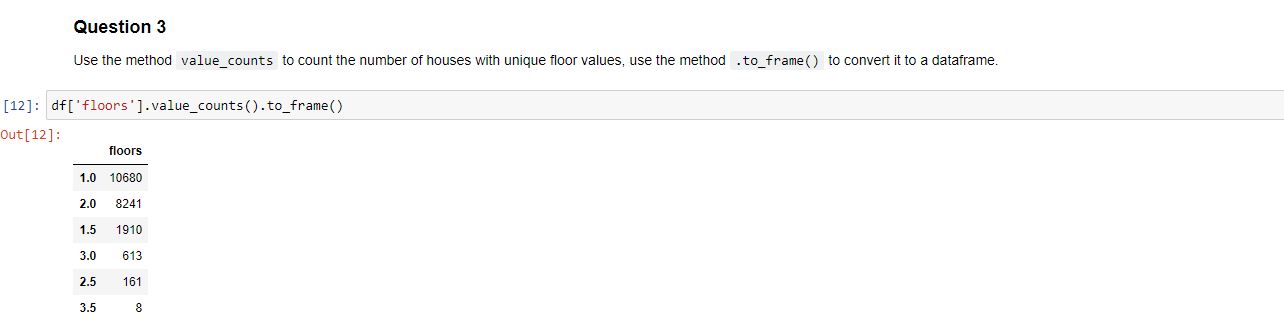 Question 3
Use the method value_counts to count the number of houses with unique floor values, use the method .to_frame() to convert it to a dataframe.
[12]: df['floors'].value_counts().to_frame()
Out[12]:
floors
1.0 10680
2.0 8241
1.5 1910
3.0 613
2.5 161
3.5 8